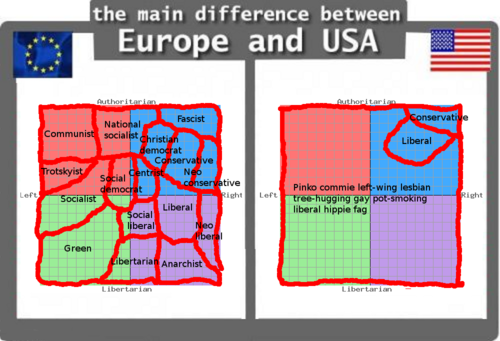 the main difference between
Europe and USA
Authoritarian
Fascist
National
socialist
Communist
Christian
democrat
Conservative
Trotskyist
Centrist
Neo
conservative
Social
democrat
Left
Right
Socialist
Social
liberal
Liberal
Neo
liberal
Green
Libertarian
Anarchist
Libertarian
Authoritarian
Conservative
Liberal
Pinko commie left-wing lesbian
Left
Right
tree-hugging gay pot-smoking
liberal hippie fag
Libertarian